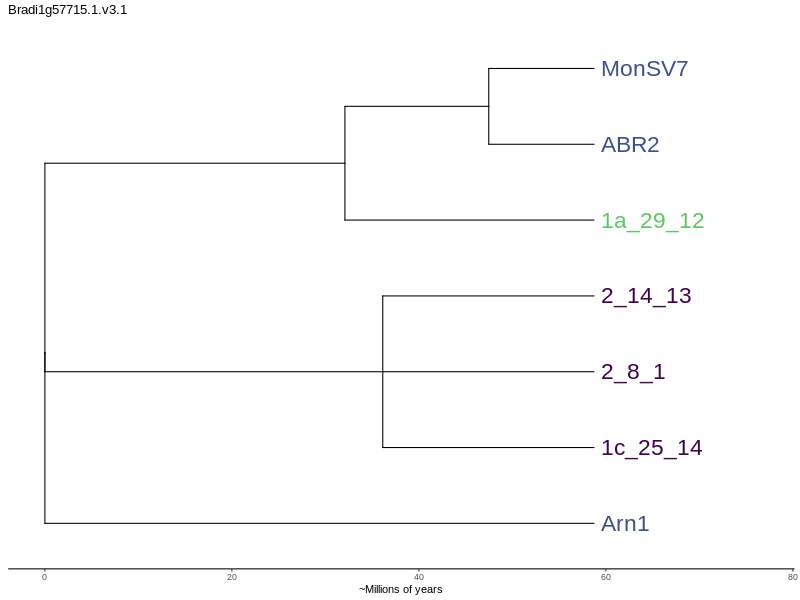 Bradi1g57715.1.v3.1
MonSV7
ABR2
1a_29_12
2_14_13
2_8_1
1c_25_14
Arn1
0 20 40 60 80
~Millions of years